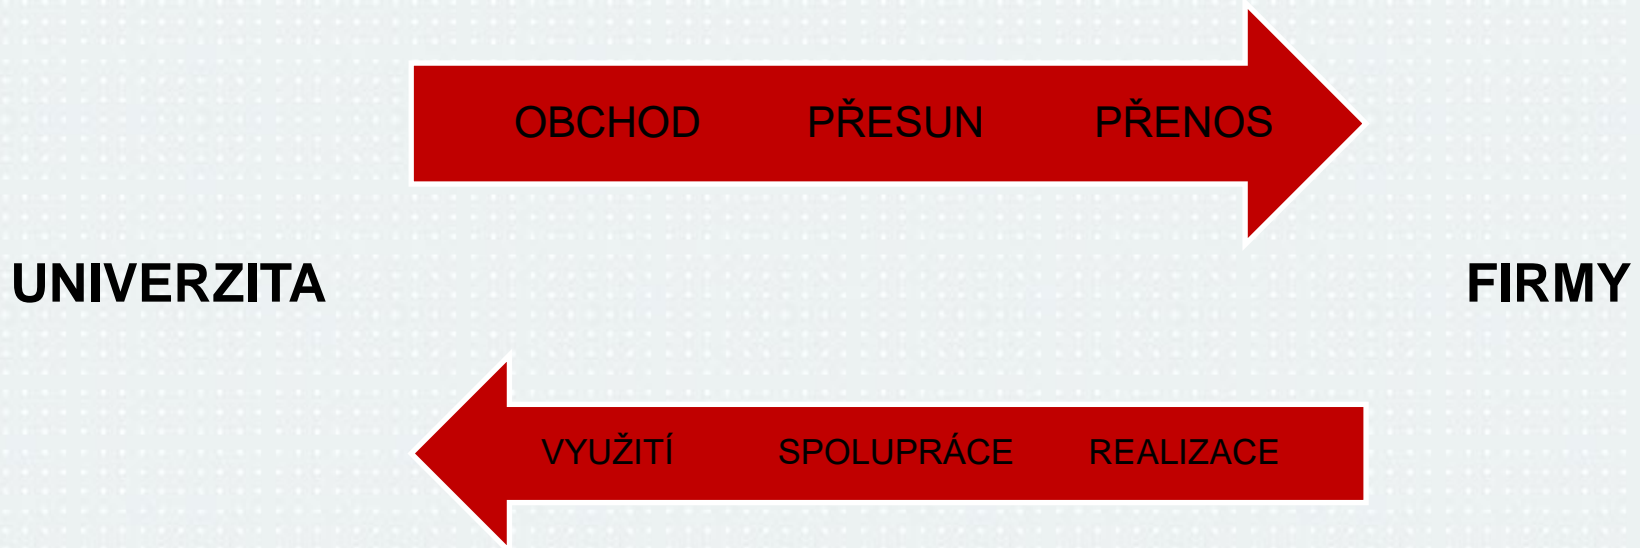 OBCHOD PŘESUN PŘENOS
UNIVERZITA FIRMY
VYUŽITÍ SPOLUPRÁCE REALIZACE